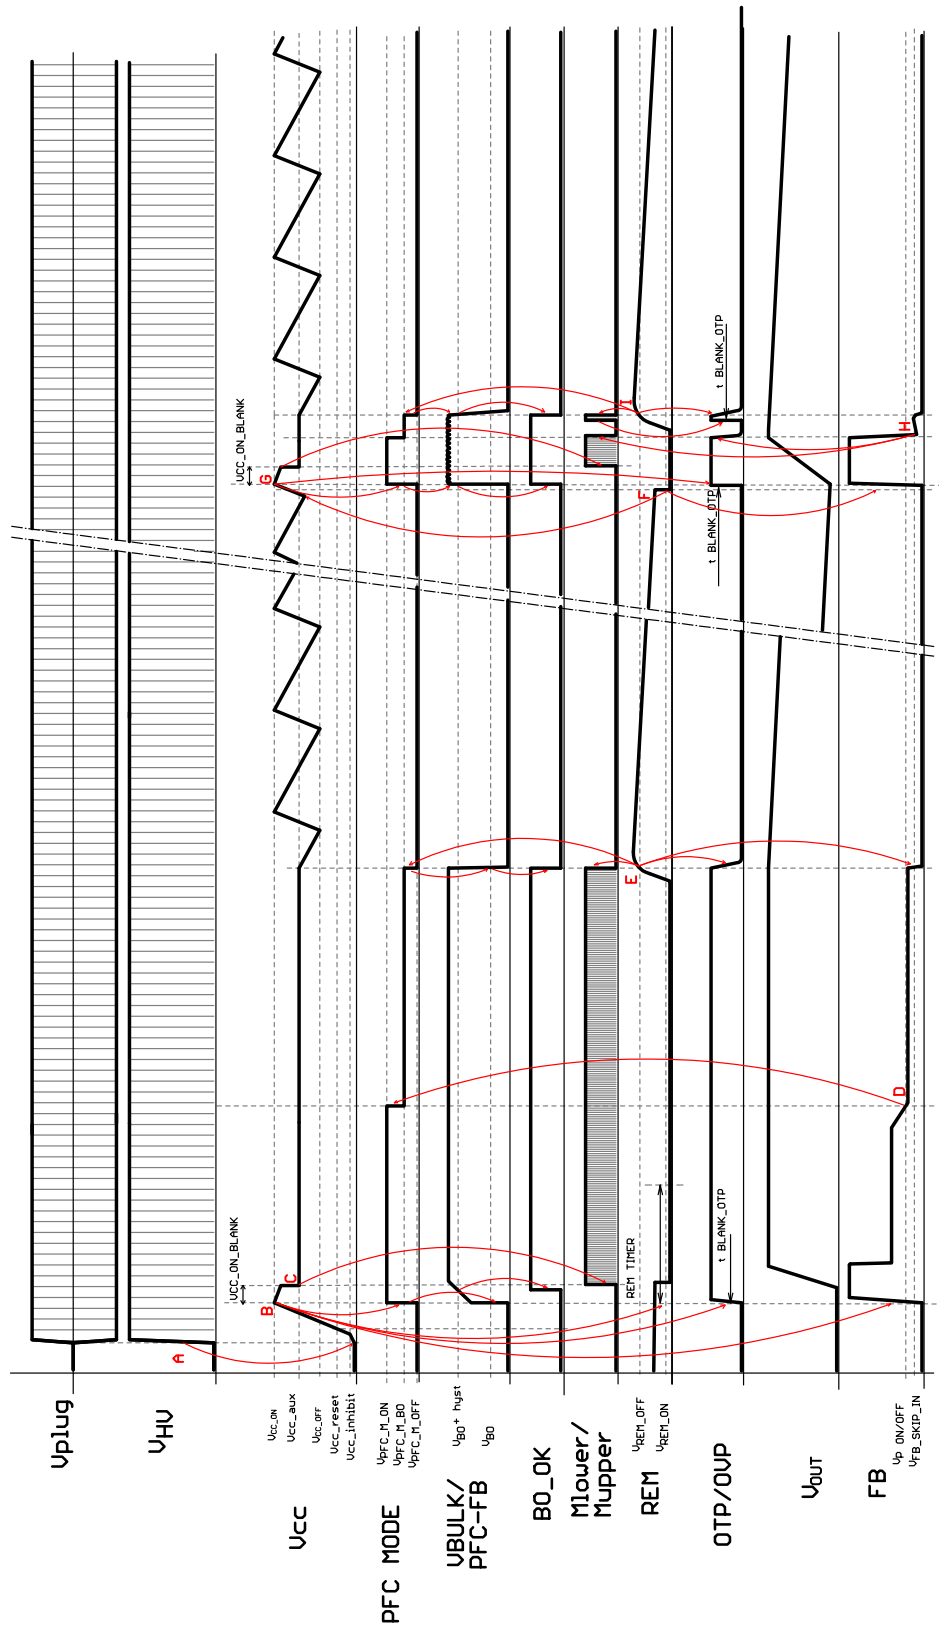 Vplug
VHV
A
VCC_ON_BLANK
VCC_ON_BLANK
Vcc
VCC_ON
Vcc_aux
VCC_OFF
Vcc_reset
Vcc_inhibit
B
C
G
PFC MODE
VPFC_M_ON
VPFC_M_BO
VPFC_M_OFF
VBULK/
PFC-FB
VBO+ hyst
VBO
BO_OK
Mlower/
Mupper
REM
VREM_OFF
VREM_ON
REM TIMER
E
F
I
OTP/OVP
t BLANK_OTP
t BLANK_OTP
t BLANK_OTP
VOUT
FB
VP ON/OFF
VFB_SKIP_IN
D
H